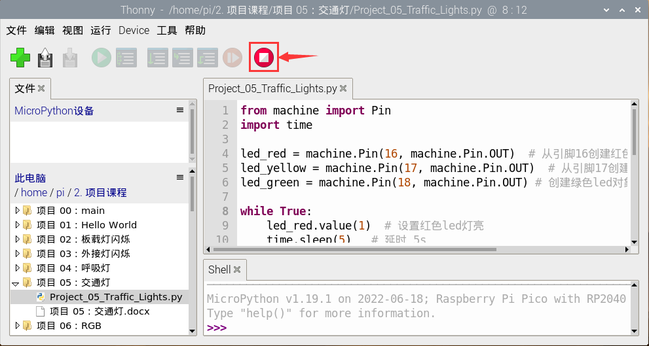 Thonny - /home/pi/2. 项目课程/项目 05：交通灯/Project_05_Traffic_Lights.py @ 8 : 12
文件 编辑 视图 运行 Device 工具 帮助
文件
MicroPython设备
此电脑
/ home / pi / 2. 项目课程
项目 00：main
项目 01：Hello World
项目 02：板载灯闪烁
项目 03：外接灯闪烁
项目 04：呼吸灯
项目 05：交通灯
Project_05_Traffic_Lights.py
项目 05：交通灯.docx
项目 06：RGB
Project_05_Traffic_Lights.py
1 from machine import Pin
2 import time
3
4 led_red = machine.Pin(16, machine.Pin.OUT) # 从引脚16创建红色
5 led_yellow = machine.Pin(17, machine.Pin.OUT) # 从引脚17创建
6 led_green = machine.Pin(18, machine.Pin.OUT) # 创建绿色led对象
7
8 while True:
9 led_red.value(1) # 设置红色led灯亮
10 time.sleep(5) # 延时 5s
Shell
MicroPython v1.19.1 on 2022-06-18; Raspberry Pi Pico with RP2040
Type "help()" for more information.
>>>